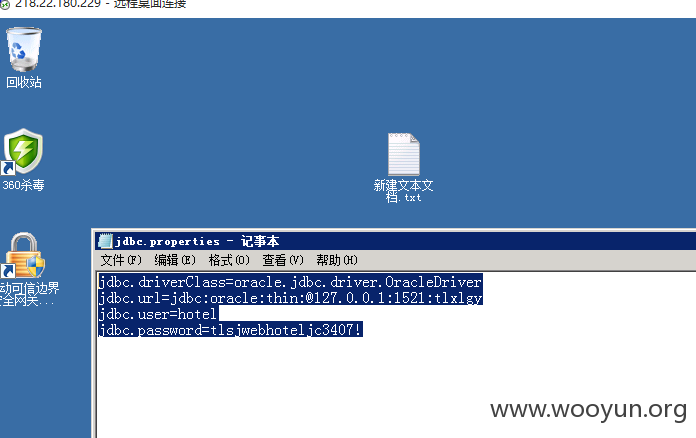 218.22.180.229 - 远程桌面连接
回收站
360杀毒
新建文本文
档.txt
动可信边界
安全网关...
jdbc.properties - 记事本
文件(F) 编辑(E) 格式(O) 查看(V) 帮助(H)
jdbc.driverClass=oracle.jdbc.driver.OracleDriver
jdbc.url=jdbc:oracle:thin:@127.0.0.1:1521:tlxlgy
jdbc.user=hotel
jdbc.password=tlsjwebhoteljc3407!
www.wooyun.org